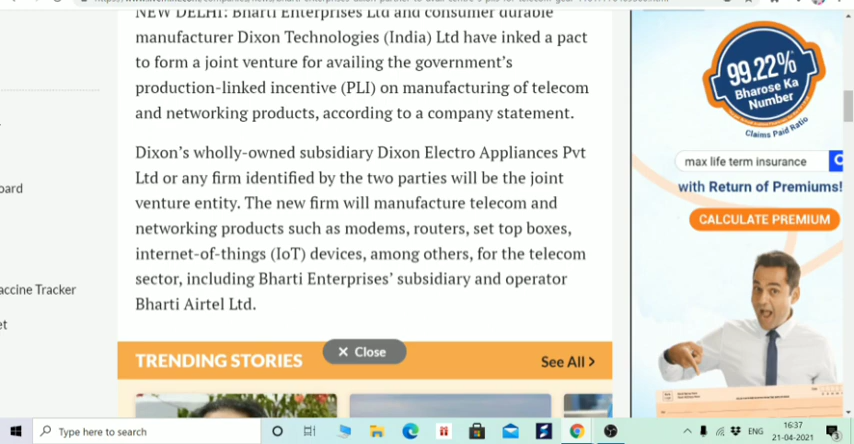 NEW DELHI: Bharti Enterprises Ltd and consumer durable
manufacturer Dixon Technologies (India) Ltd have inked a pact
to form a joint venture for availing the government's
production-linked incentive (PLI) on manufacturing of telecom
and networking products, according to a company statement.
Dixon's wholly-owned subsidiary Dixon Electro Appliances Pvt
Ltd or any firm identified by the two parties will be the joint
venture entity. The new firm will manufacture telecom and
networking products such as modems, routers, set top boxes,
internet-of-things (IoT) devices, among others, for the telecom
sector, including Bharti Enterprises' subsidiary and operator
Bharti Airtel Ltd.
oard
accine Tracker
et
TRENDING STORIES
X Close
See All >
99.22%
Bharose Ka
Number
Claims Paid Ratio
max life term insurance
with Return of Premiums!
CALCULATE PREMIUM
Type here to search
ENG
16:37
21-04-2021
3